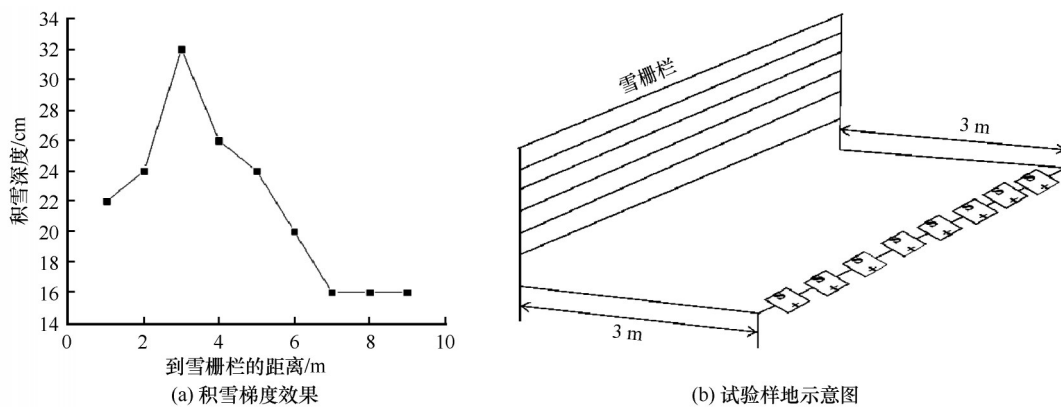 34
32
30
28
26
24
22
20
18
16
14
0
2
4
6
8
10
积雪深度/cm
到雪栅栏的距离/m
(a) 积雪梯度效果
雪栅栏
3 m
S+
S+
S+
S+
S+
S+
S+
S+
3 m
(b) 试验样地示意图